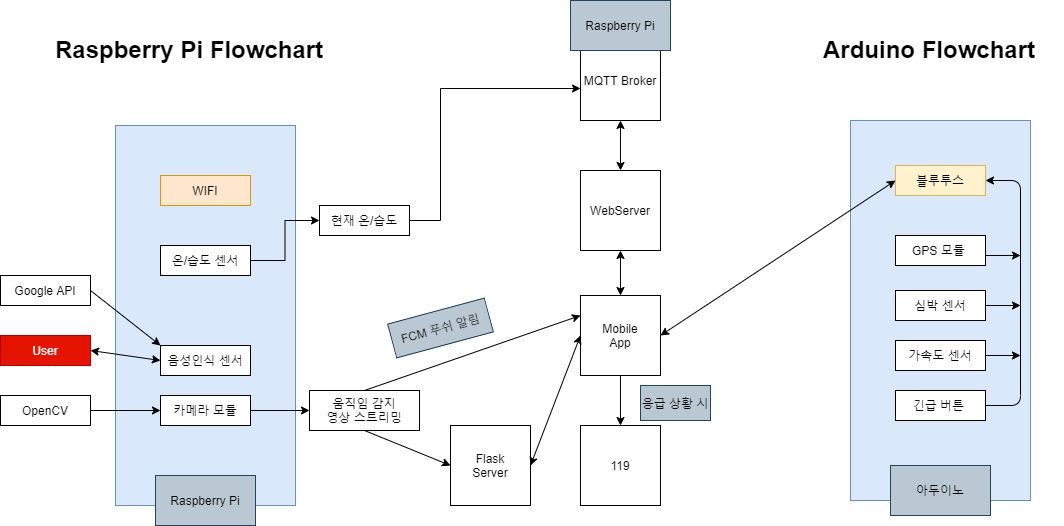 Raspberry Pi Flowchart
Raspberry Pi
MQTT Broker
Arduino Flowchart
WIFI
현재 온/습도
온/습도 센서
WebServer
블루투스
GPS 모듈
심박 센서
가속도 센서
긴급 버튼
아두이노
Google API
User
OpenCV
음성인식 센서
카메라 모듈
Raspberry Pi
FCM 푸쉬 알림
움직임 감지
영상 스트리밍
Mobile
App
응급 상황 시
Flask
Server
119